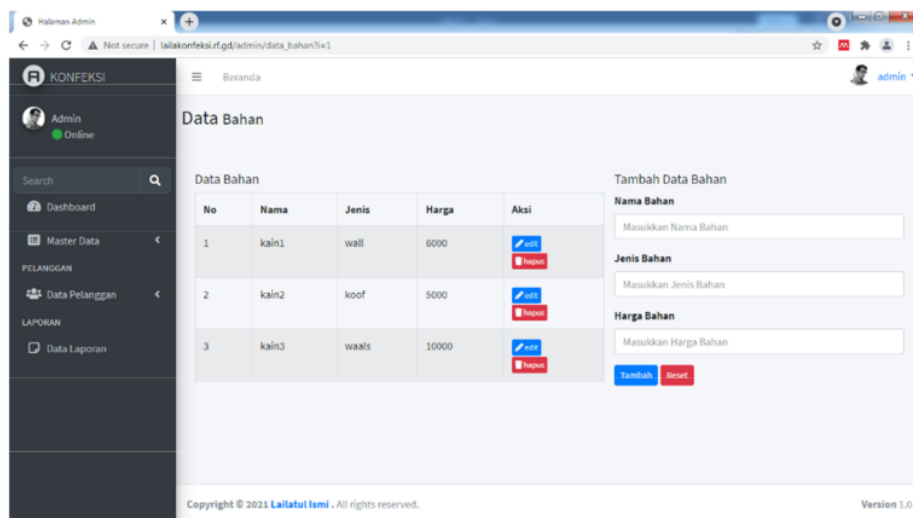 Halaman Admin
Not secure | lailakonfeksi.rf.gd/admin/data_bahan?i=1
KONFEKSI
Beranda
admin
Admin
Online
Data Bahan
Search
Dashboard
Master Data
PELANGGAN
Data Pelanggan
LAPORAN
Data Laporan
Data Bahan
No Nama Jenis Harga Aksi
1 kain1 wall 6000 edit
hapus
2 kain2 koof 5000 edit
hapus
3 kain3 waals 10000 edit
hapus
Tambah Data Bahan
Nama Bahan
Masukkan Nama Bahan
Jenis Bahan
Masukkan Jenis Bahan
Harga Bahan
Masukkan Harga Bahan
Tambah Reset
Copyright © 2021 Lailatul Ismi . All rights reserved.
Version 1.0